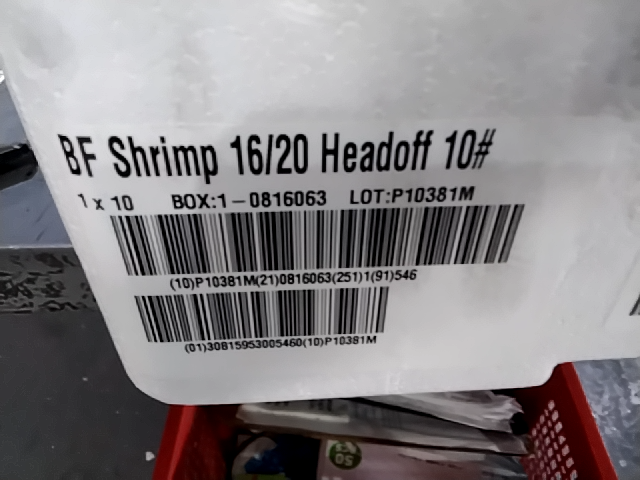 BF Shrimp 16/20 Headoff 10#
1 x 10 BOX:1-0816063 LOT:P10381M
(10)P10381M(21)0816063(251)1(91)546
(01)30815953005460(10)P10381M